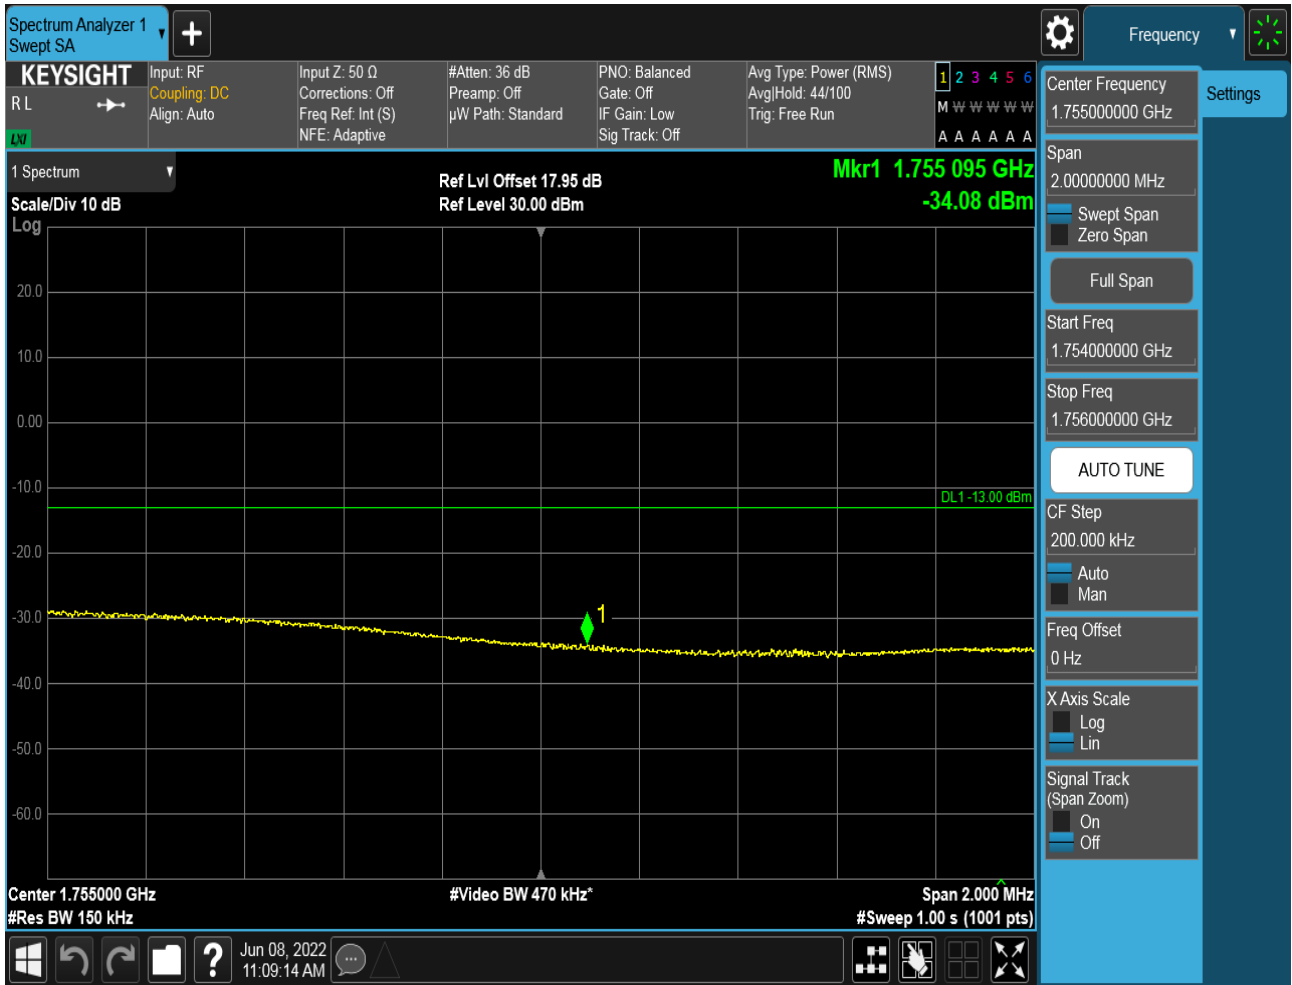 Spectrum Analyzer 1
Swept SA
Frequency
KEYSIGHT
R L
LXI
Input: RF
Coupling: DC
Align: Auto
Input Z: 50 Ω
Corrections: Off
Freq Ref: Int (S)
NFE: Adaptive
#Atten: 36 dB
Preamp: Off
µW Path: Standard
PNO: Balanced
Gate: Off
IF Gain: Low
Sig Track: Off
Avg Type: Power (RMS)
Avg|Hold: 44/100
Trig: Free Run
1 2 3 4 5 6
M W W W W W
A A A A A A
1 Spectrum
Scale/Div 10 dB
Log
Ref Lvl Offset 17.95 dB
Ref Level 30.00 dBm
Mkr1 1.755 095 GHz
-34.08 dBm
20.0
10.0
0.00
-10.0
DL1 -13.00 dBm
-20.0
-30.0
1
-40.0
-50.0
-60.0
Center 1.755000 GHz
#Res BW 150 kHz
#Video BW 470 kHz*
Span 2.000 MHz
#Sweep 1.00 s (1001 pts)
?
Jun 08, 2022
11:09:14 AM
Settings
Center Frequency
1.755000000 GHz
Span
2.00000000 MHz
Swept Span
Zero Span
Full Span
Start Freq
1.754000000 GHz
Stop Freq
1.756000000 GHz
AUTO TUNE
CF Step
200.000 kHz
Auto
Man
Freq Offset
0 Hz
X Axis Scale
Log
Lin
Signal Track
(Span Zoom)
On
Off